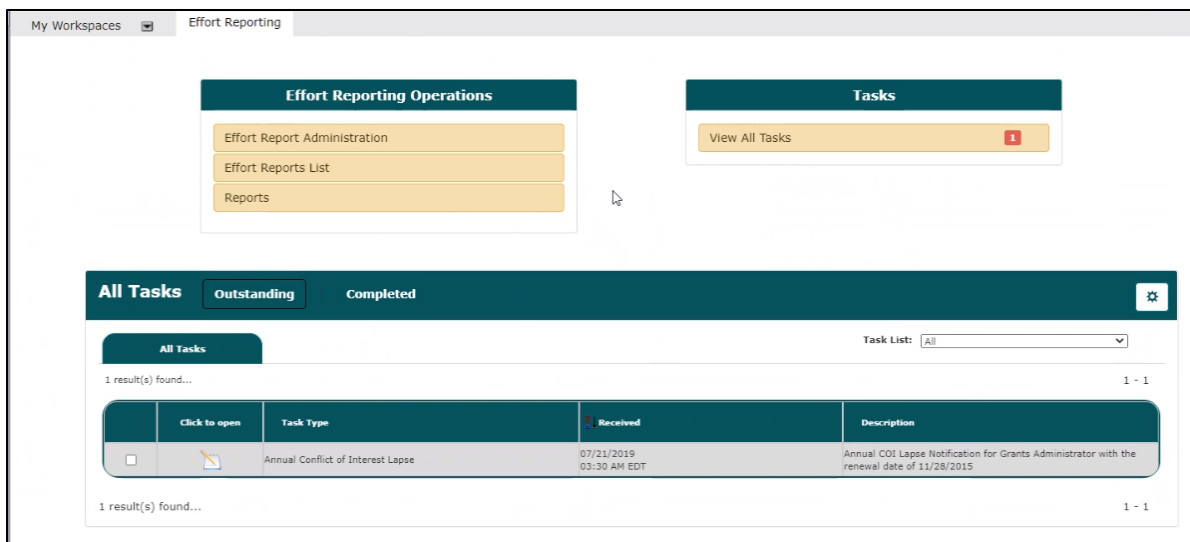 My Workspaces
Effort Reporting
Effort Reporting Operations
Effort Report Administration
Effort Reports List
Reports
Tasks
View All Tasks 1
All Tasks Outstanding Completed
All Tasks
Task List: All
1 result(s) found... 1 - 1
Click to open Task Type Received Description
Annual Conflict of Interest Lapse
07/21/2019
03:30 AM EDT
Annual COI Lapse Notification for Grants Administrator with the
renewal date of 11/28/2015
1 result(s) found... 1 - 1